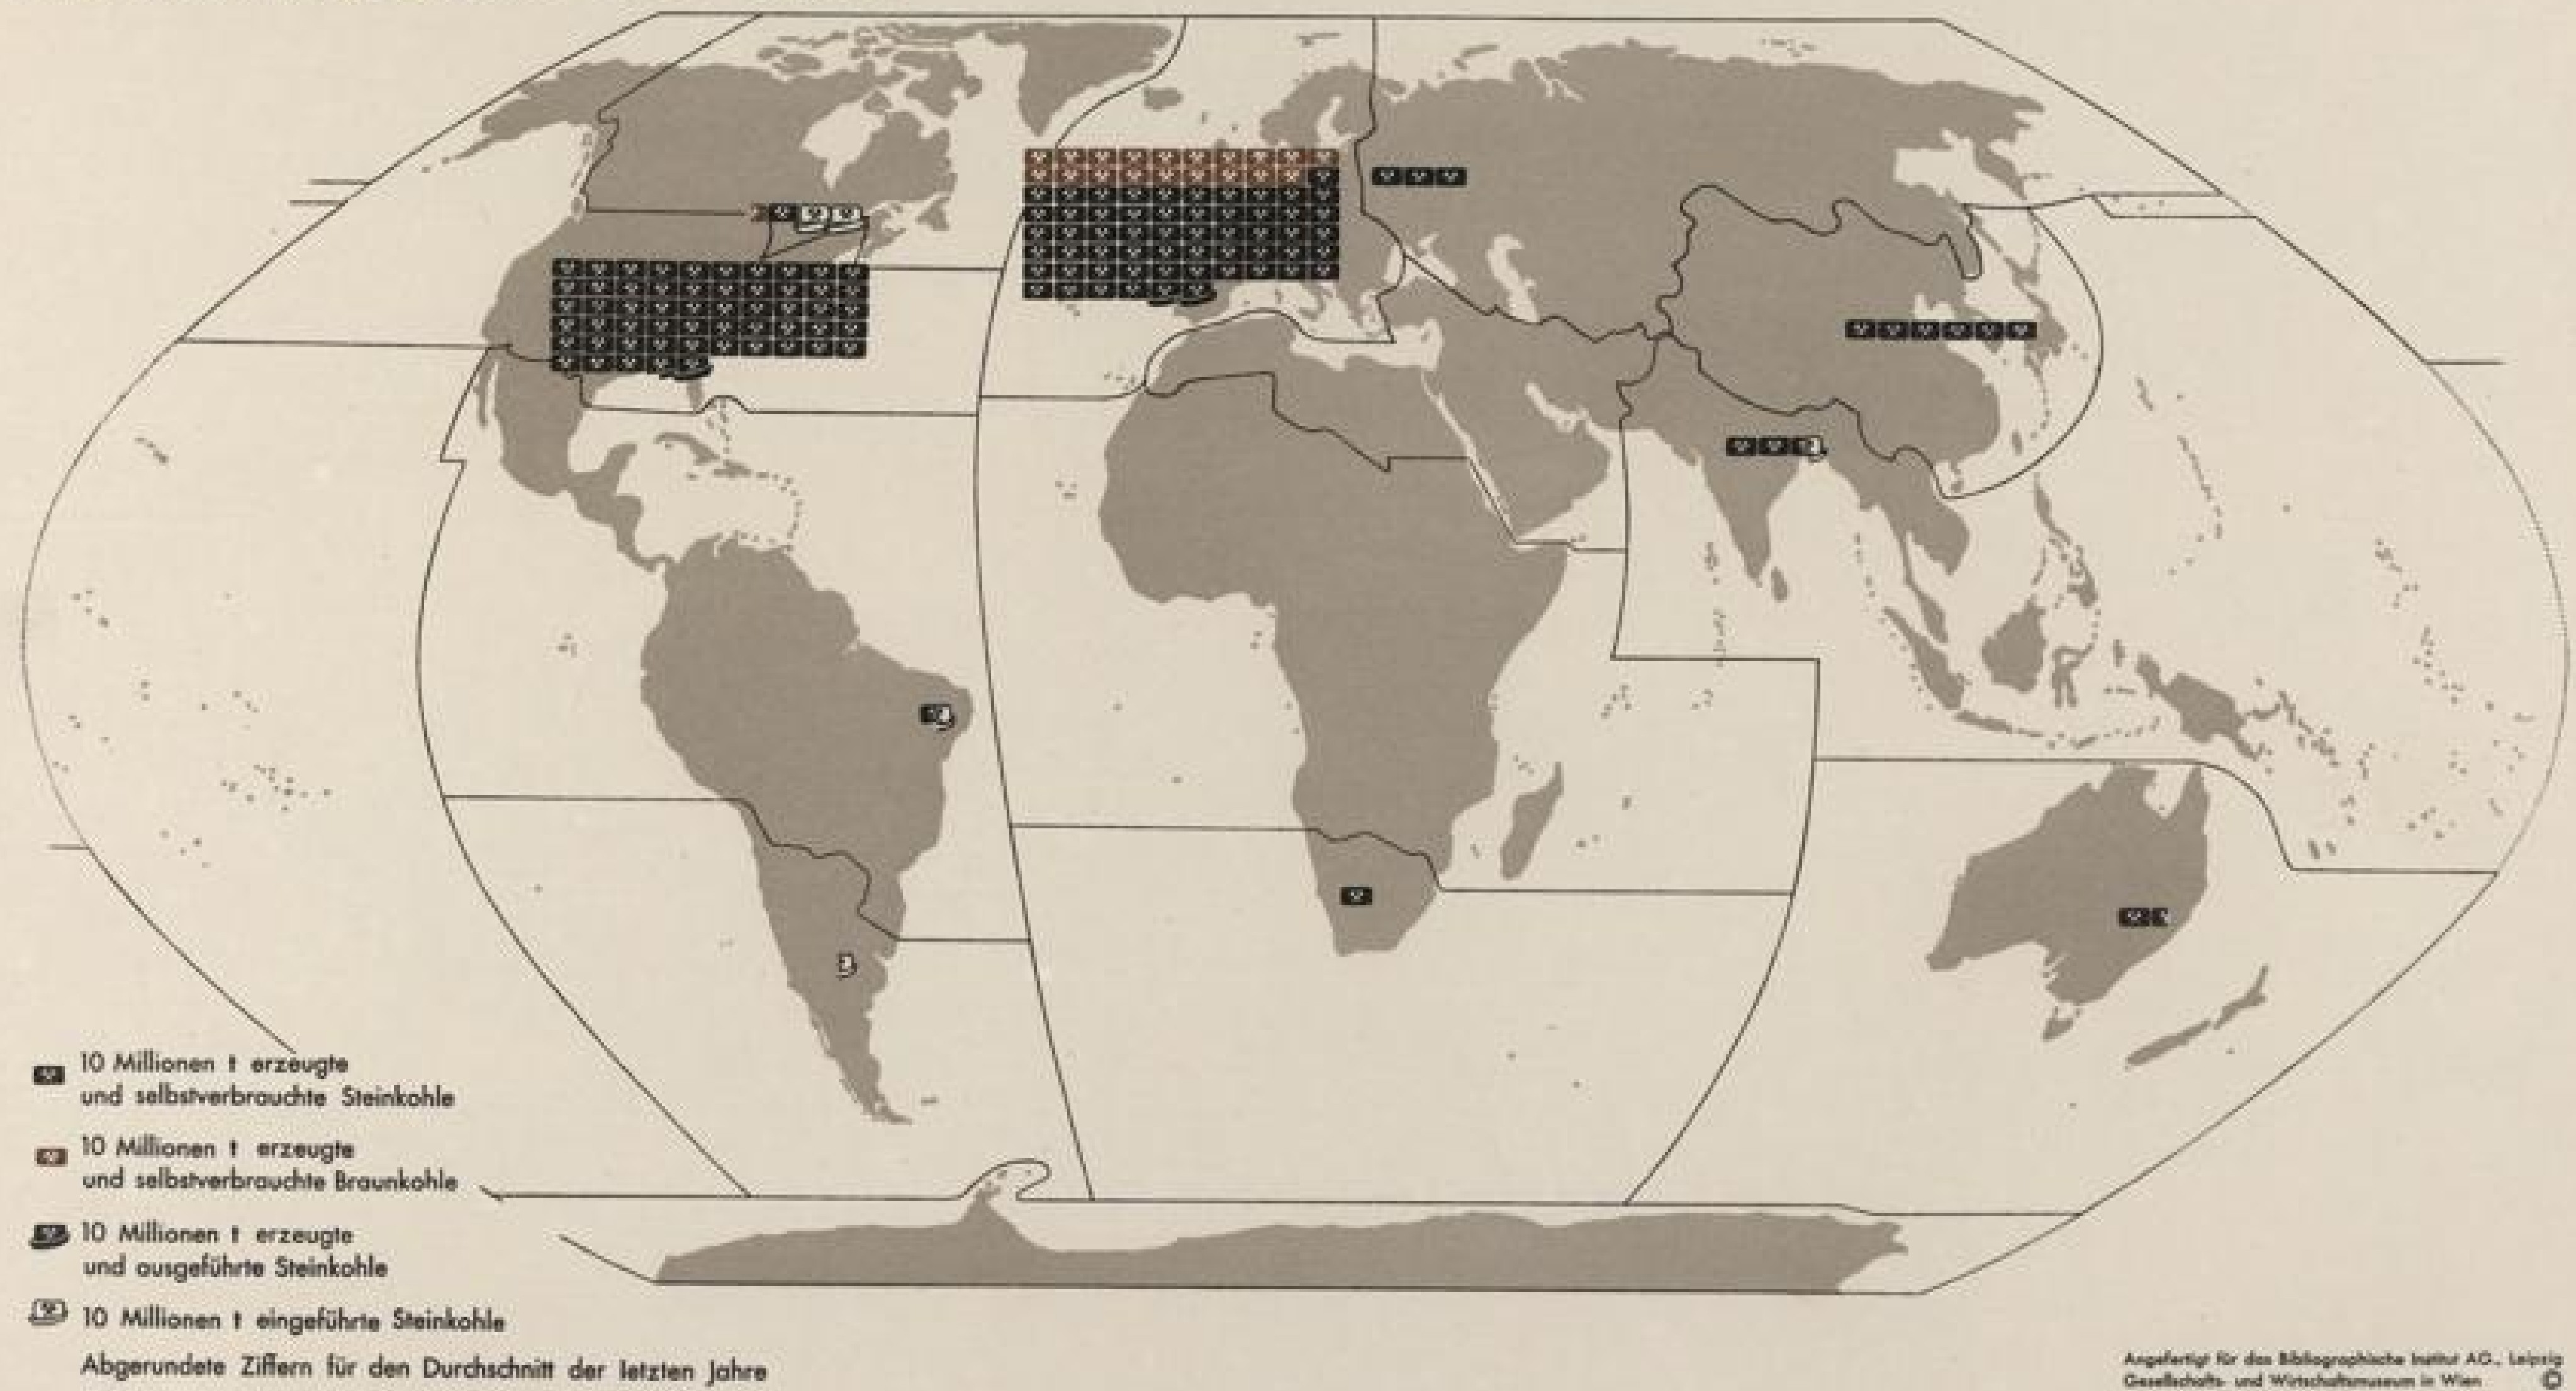 10 Millionen t erzeugte
und selbstverbrauchte Steinkohle
10 Millionen t erzeugte
und selbstverbrauchte Braunkohle
10 Millionen t erzeugte
und ausgeführte Steinkohle
10 Millionen t eingeführte Steinkohle
Abgerundete Ziffern für den Durchschnitt der letzten Jahre
Angefertigt für das Bibliographische Institut AG., Leipzig
Gesellschafts- und Wirtschaftsmuseum in Wien ©